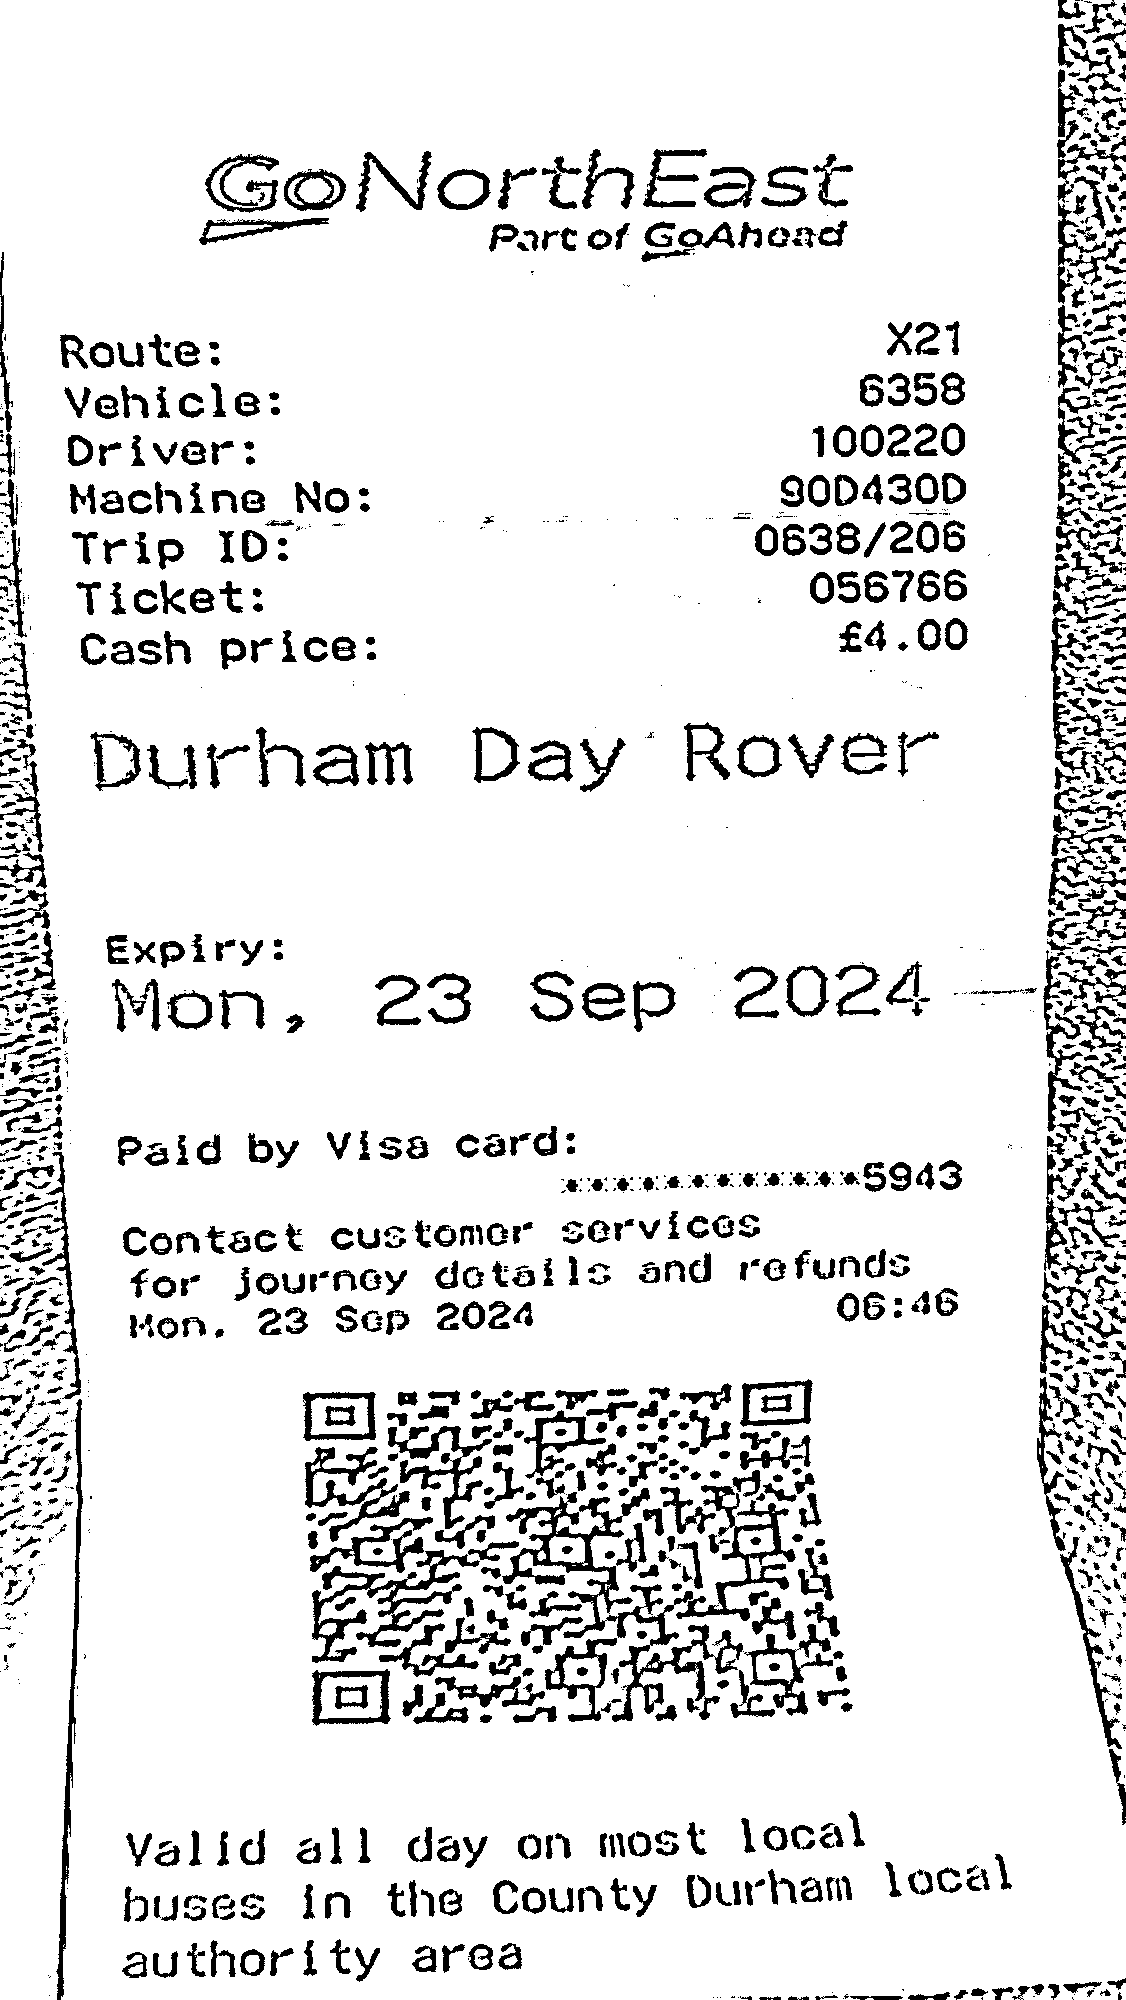 GoNorthEast
Part of GoAhead
Route: X21
Vehicle: 6358
Driver: 100220
Machine No: 90D430D
Trip ID: 0638/206
Ticket: 056766
Cash price: £4.00
Durham Day Rover
Expiry:
Mon, 23 Sep 2024
Paid by Visa card:
************5943
Contact customer services
for journey details and refunds
Mon. 23 Sep 2024 06:46
Valid all day on most local
buses in the County Durham local
authority area